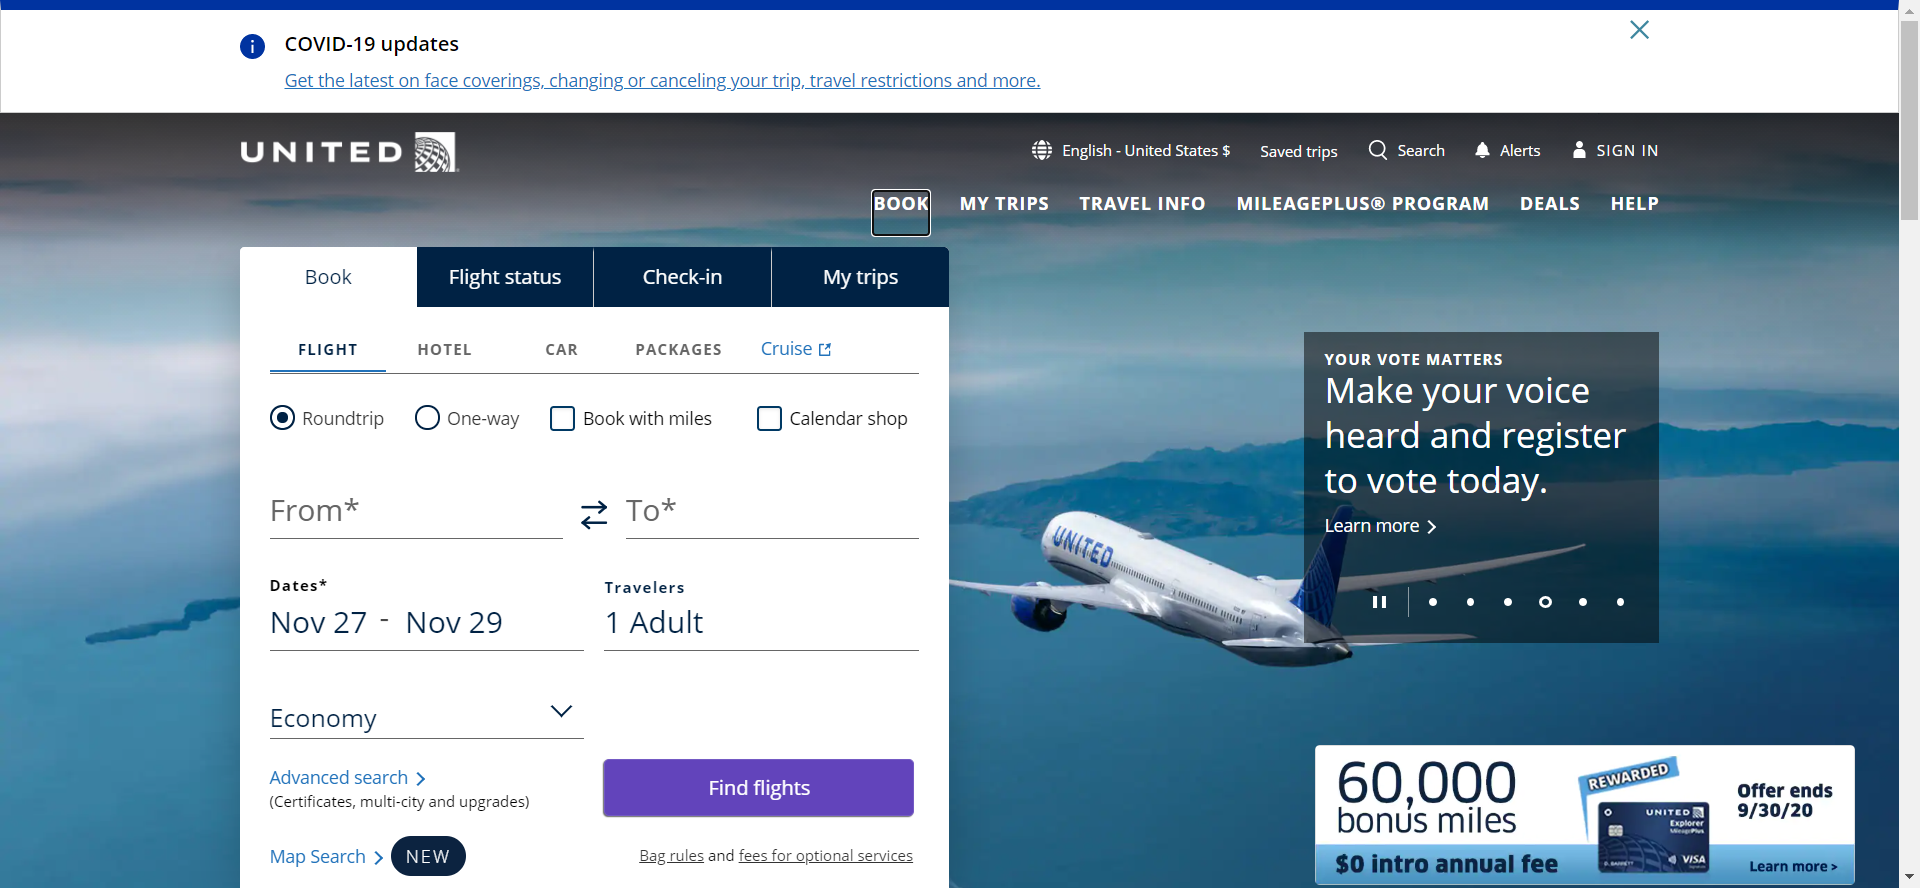 COVID-19 updates
Get the latest on face coverings, changing or canceling your trip, travel restrictions and more.
UNITED
English - United States $
Saved trips
Search
Alerts
SIGN IN
BOOK
MY TRIPS
TRAVEL INFO
MILEAGEPLUS® PROGRAM
DEALS
HELP
Book
Flight status
Check-in
My trips
FLIGHT
HOTEL
CAR
PACKAGES
Cruise
Roundtrip
One-way
Book with miles
Calendar shop
From*
To*
Dates*
Nov 27 - Nov 29
Travelers
1 Adult
Economy
Advanced search
(Certificates, multi-city and upgrades)
Find flights
Map Search
NEW
Bag rules and fees for optional services
YOUR VOTE MATTERS
Make your voice
heard and register
to vote today.
Learn more
UNITED
60,000
bonus miles
$0 intro annual fee
REWARDED
UNITED
Explorer
MileagePlus
VISA
Offer ends
9/30/20
Learn more >